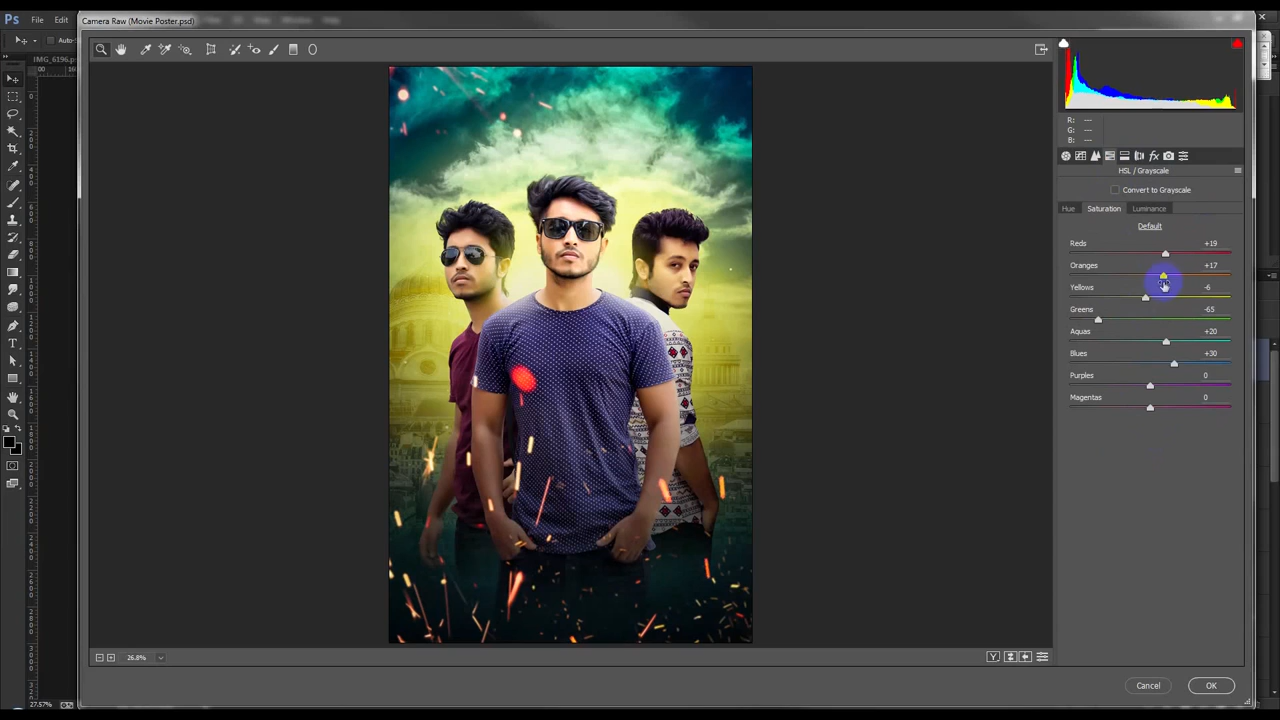 Ps File Edit
Camera Raw (Movie Poster.psd)
Auto-S
IMG_6196.p
R: —
G: —
B: —
fx
HSL / Grayscale
Convert to Grayscale
Hue Saturation Luminance
Default
Reds +19
Oranges +17
Yellows -6
Greens -65
Aquas +20
Blues +30
Purples 0
Magentas 0
26.8%
Y
Cancel OK
27.57%